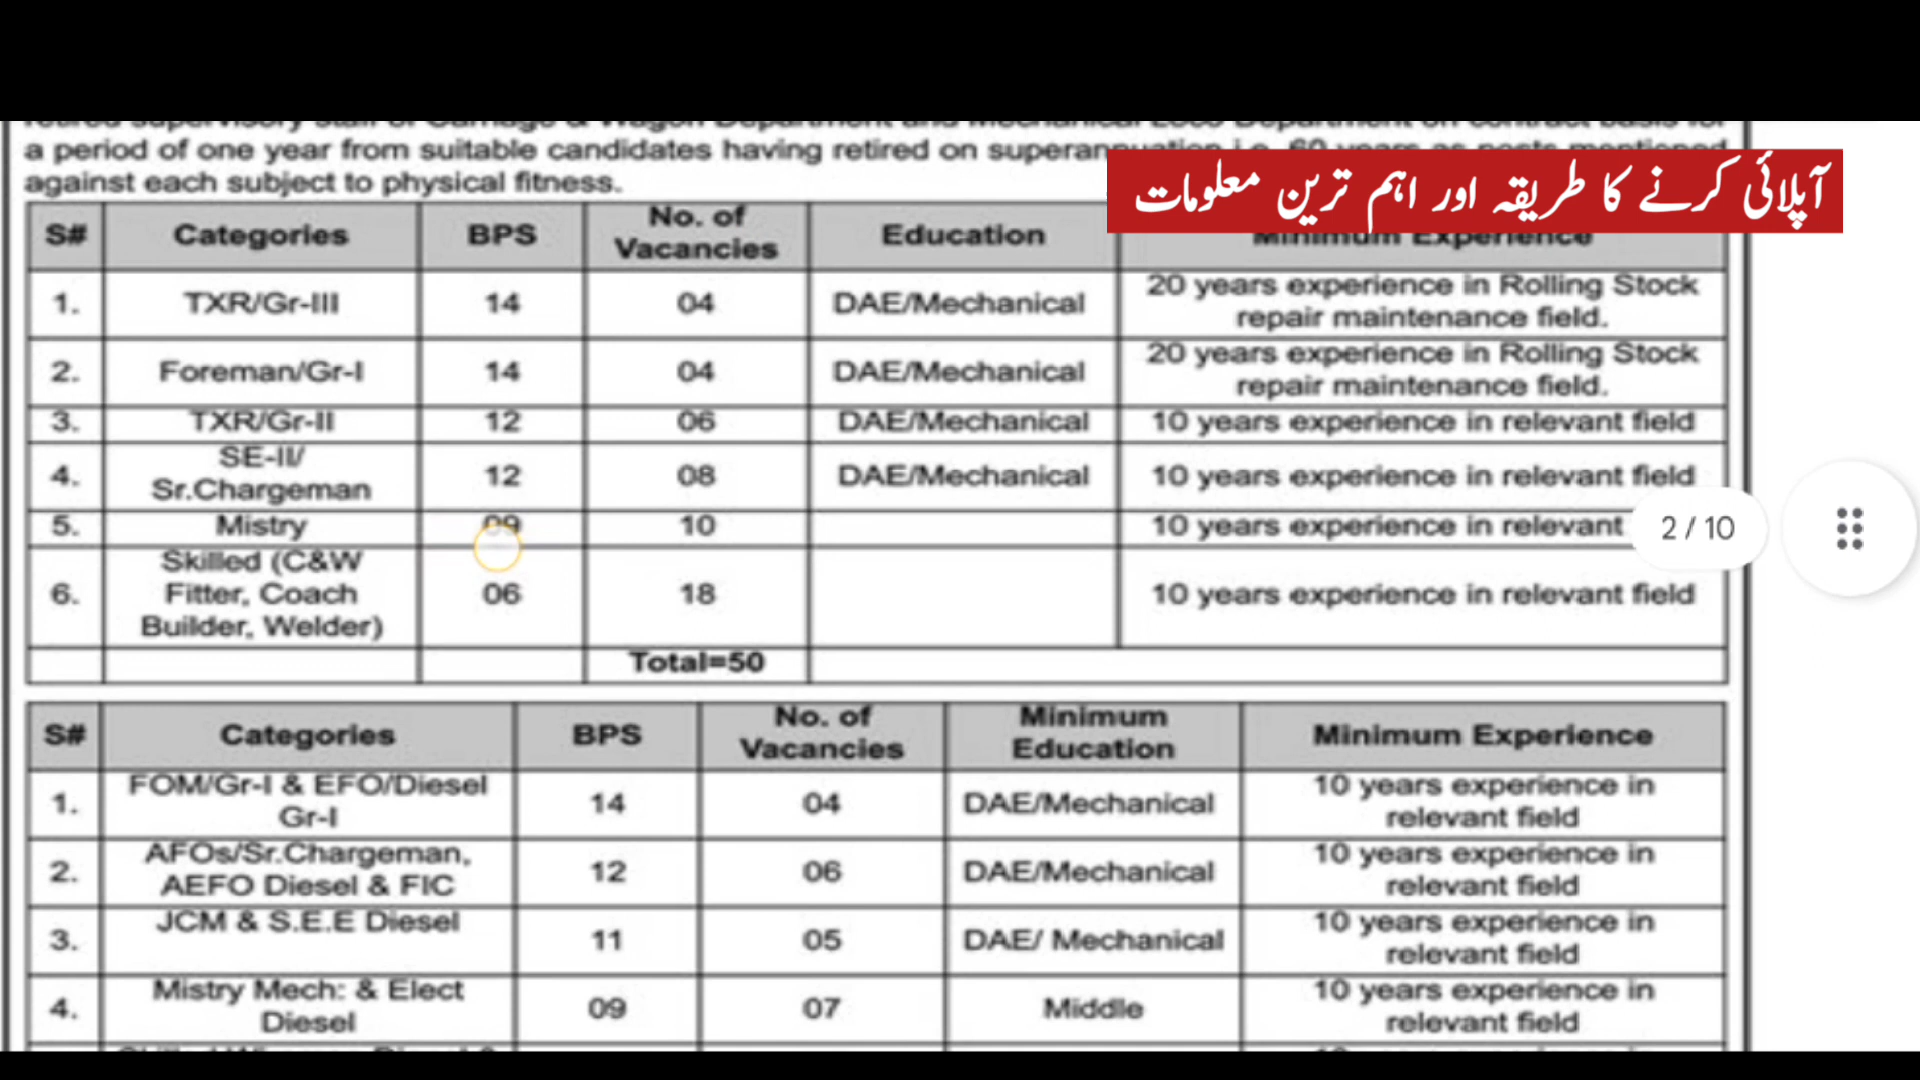 a period of one year from suitable candidates having retired on
against each subject to physical fitness.
آپلائی کرنے کا طریقہ اور اہم ترین معلومات
S# Categories BPS No. of Vacancies Education Minimum Experience
1. TXR/Gr-III 14 04 DAE/Mechanical 20 years experience in Rolling Stock repair maintenance field.
2. Foreman/Gr-I 14 04 DAE/Mechanical 20 years experience in Rolling Stock repair maintenance field.
3. TXR/Gr-II 12 06 DAE/Mechanical 10 years experience in relevant field
4. SE-II/ Sr.Chargeman 12 08 DAE/Mechanical 10 years experience in relevant field
5. Mistry 09 10 10 years experience in relevant
6. Skilled (C&W Fitter, Coach Builder, Welder) 06 18 10 years experience in relevant field
Total=50
2 / 10
S# Categories BPS No. of Vacancies Minimum Education Minimum Experience
1. FOM/Gr-I & EFO/Diesel Gr-I 14 04 DAE/Mechanical 10 years experience in relevant field
2. AFOs/Sr.Chargeman, AEFO Diesel & FIC 12 06 DAE/Mechanical 10 years experience in relevant field
3. JCM & S.E.E Diesel 11 05 DAE/ Mechanical 10 years experience in relevant field
4. Mistry Mech: & Elect Diesel 09 07 Middle 10 years experience in relevant field